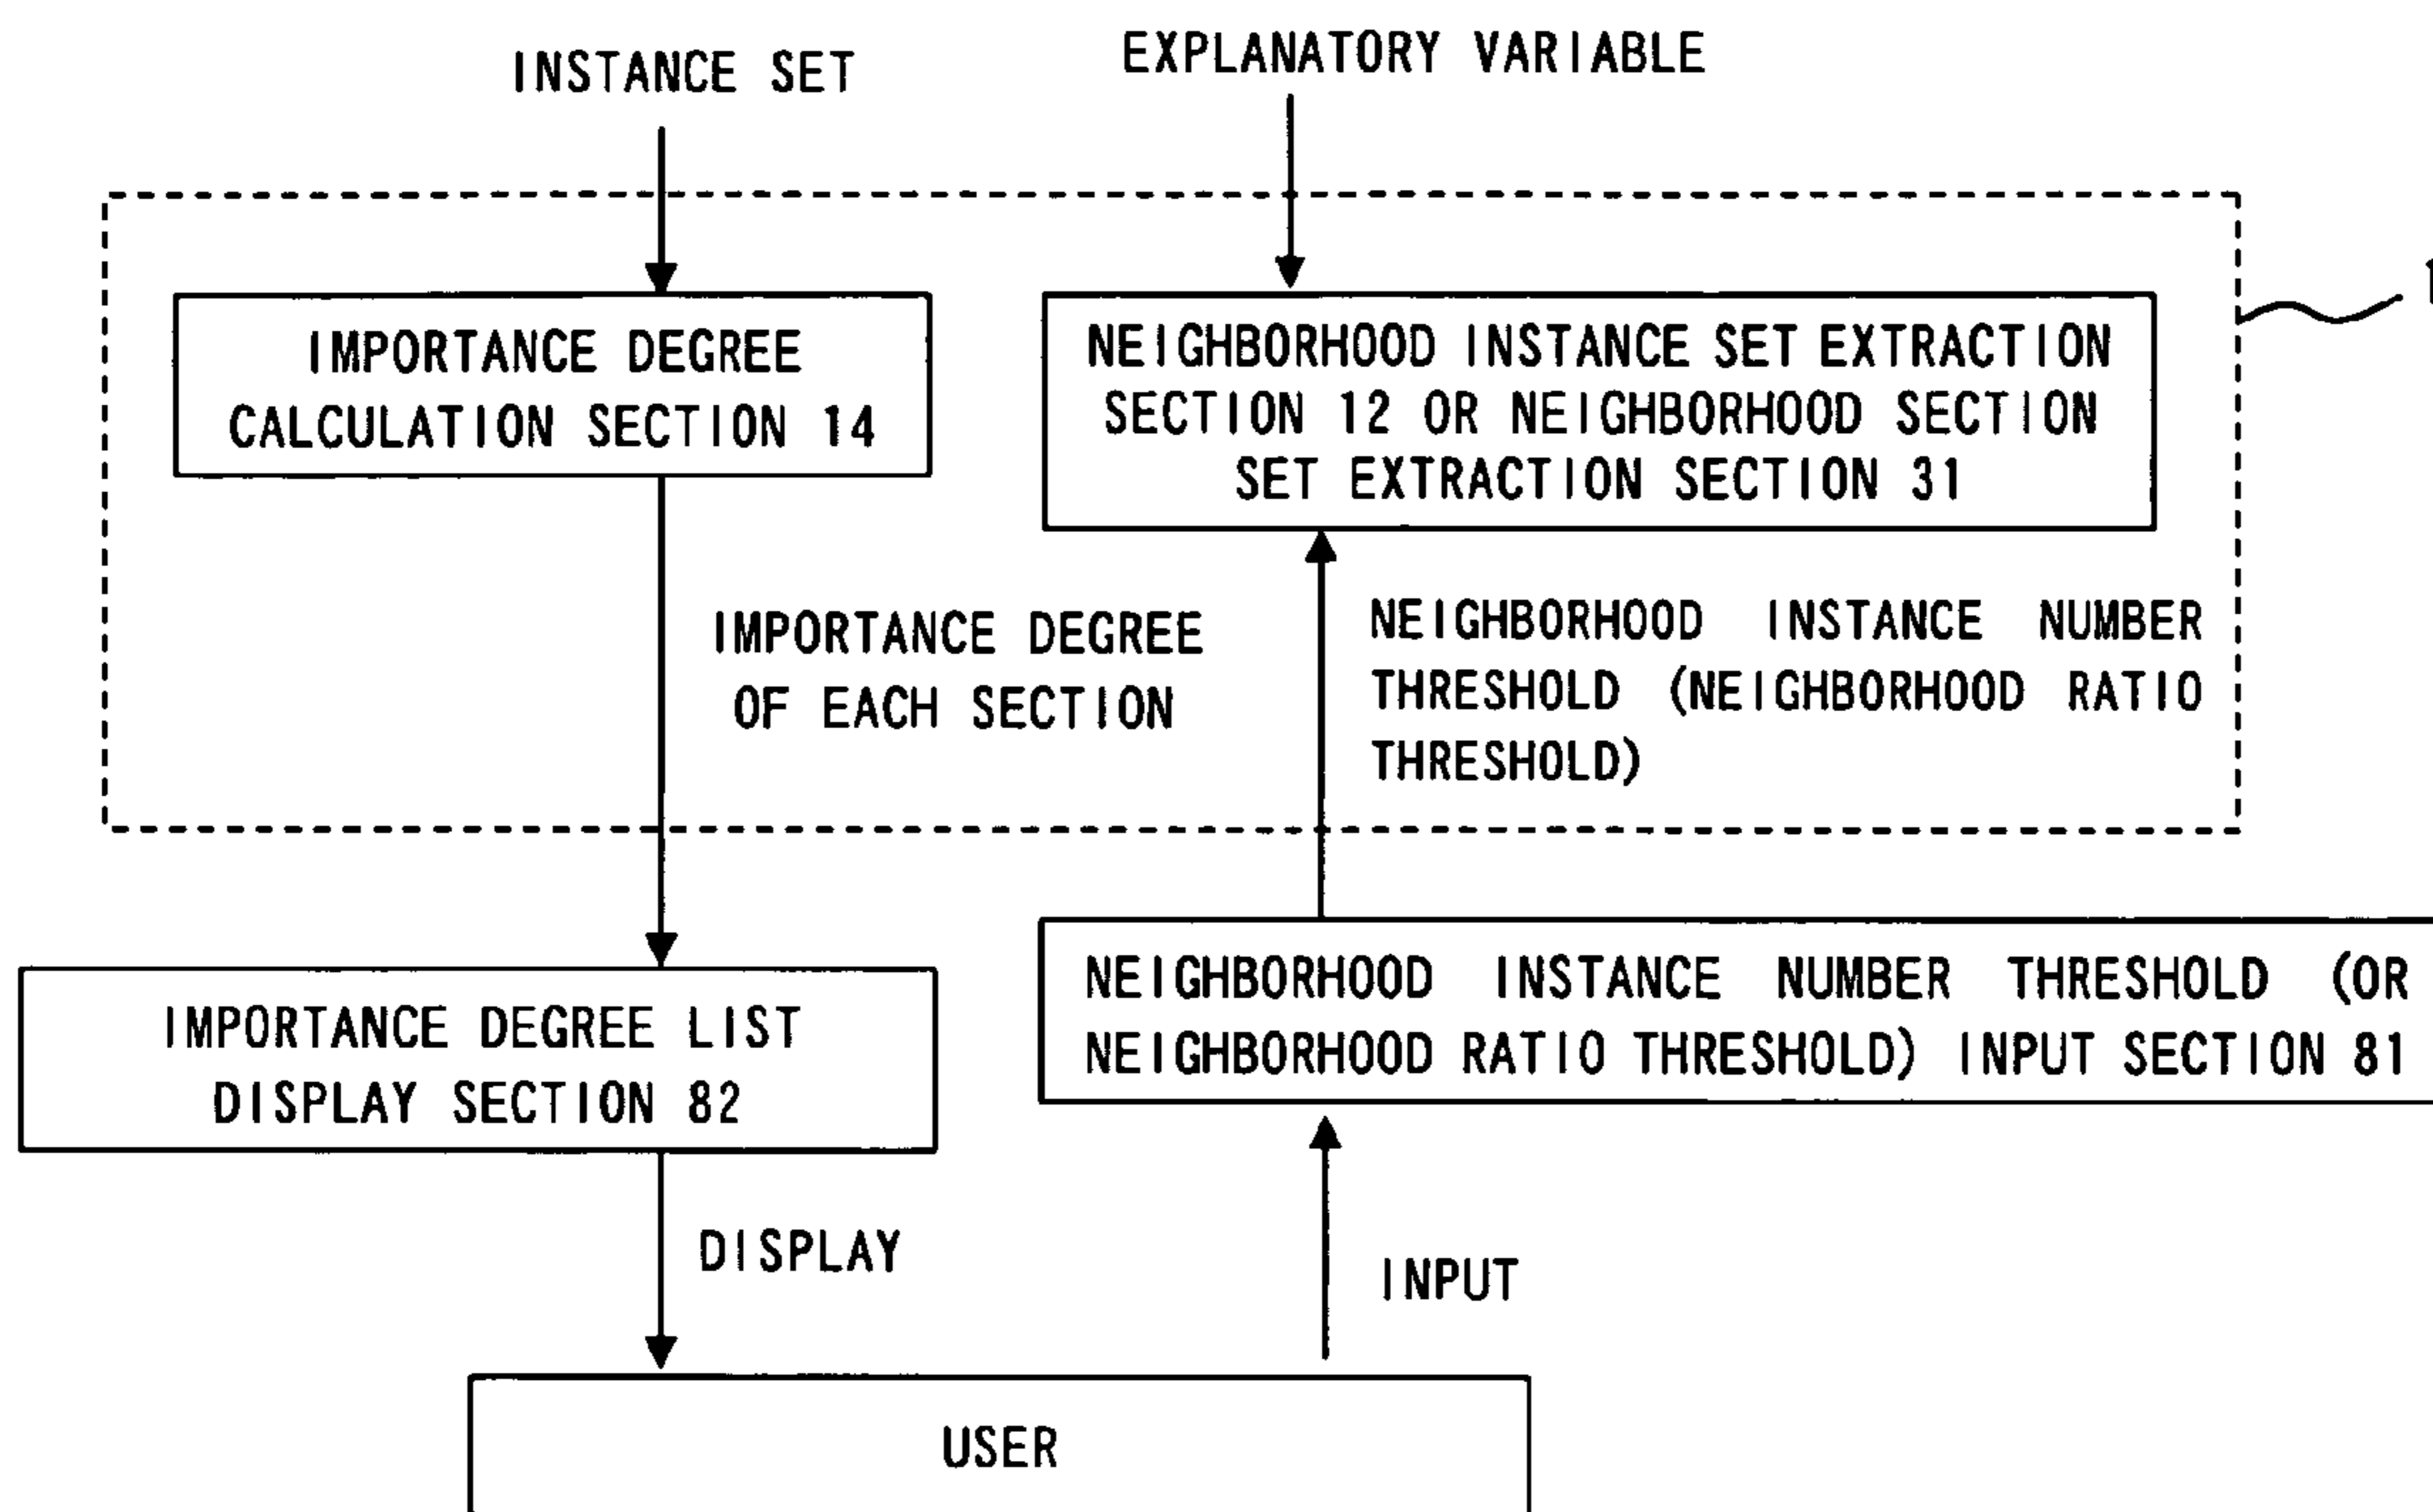 INSTANCE SET
EXPLANATORY VARIABLE
IMPORTANCE DEGREE
CALCULATION SECTION 14
NEIGHBORHOOD INSTANCE SET EXTRACTION
SECTION 12 OR NEIGHBORHOOD SECTION
SET EXTRACTION SECTION 31
IMPORTANCE DEGREE
OF EACH SECTION
NEIGHBORHOOD INSTANCE NUMBER
THRESHOLD (NEIGHBORHOOD RATIO
THRESHOLD)
IMPORTANCE DEGREE LIST
DISPLAY SECTION 82
NEIGHBORHOOD INSTANCE NUMBER THRESHOLD (OR
NEIGHBORHOOD RATIO THRESHOLD) INPUT SECTION 81
DISPLAY
INPUT
USER